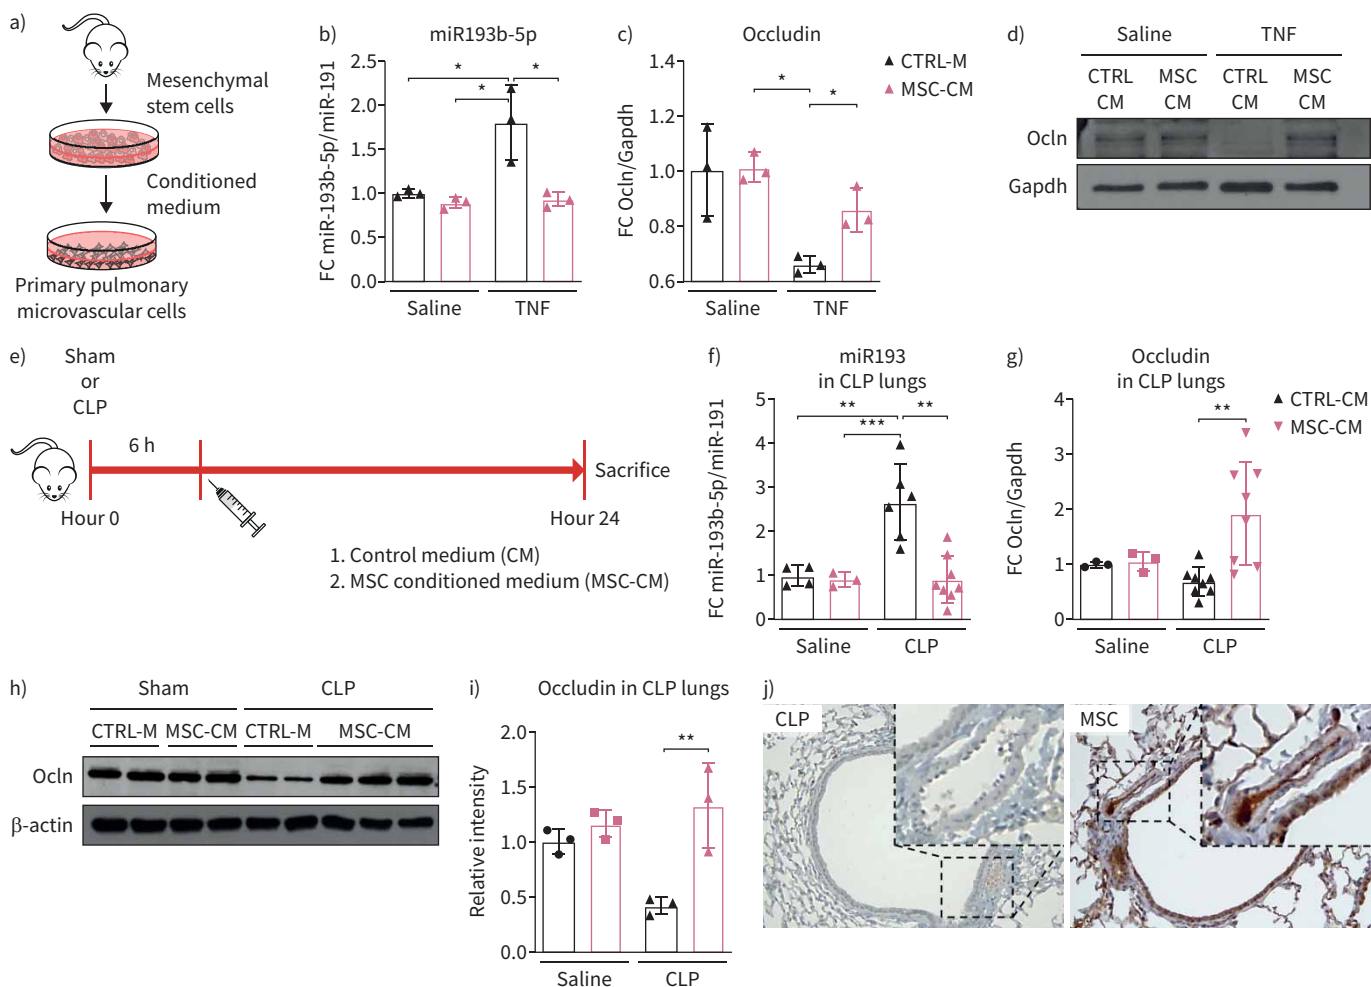 a)
Mesenchymal
stem cells
Conditioned
medium
Primary pulmonary
microvascular cells
b)
miR193b-5p
FC miR-193b-5p/miR-191
2.5
2.0
1.5
1.0
0.5
0.0
*
*
*
Saline
TNF
c)
Occludin
FC Ocln/Gapdh
1.4
1.2
1.0
0.8
0.6
*
*
Saline
TNF
CTRL-M
MSC-CM
d)
Saline
TNF
CTRL MSC CTRL MSC
CM CM CM CM
Ocln
Gapdh
e)
Sham
or
CLP
6 h
Sacrifice
Hour 0
Hour 24
1. Control medium (CM)
2. MSC conditioned medium (MSC-CM)
f)
miR193
in CLP lungs
FC miR-193b-5p/miR-191
5
4
3
2
1
0
**
**
***
Saline
CLP
g)
Occludin
in CLP lungs
FC Ocln/Gapdh
4
3
2
1
0
**
Saline
CLP
CTRL-CM
MSC-CM
h)
Sham
CLP
CTRL-M MSC-CM CTRL-M MSC-CM
Ocln
β-actin
i)
Occludin in CLP lungs
Relative intensity
2.0
1.5
1.0
0.5
0.0
**
Saline
CLP
j)
CLP
MSC